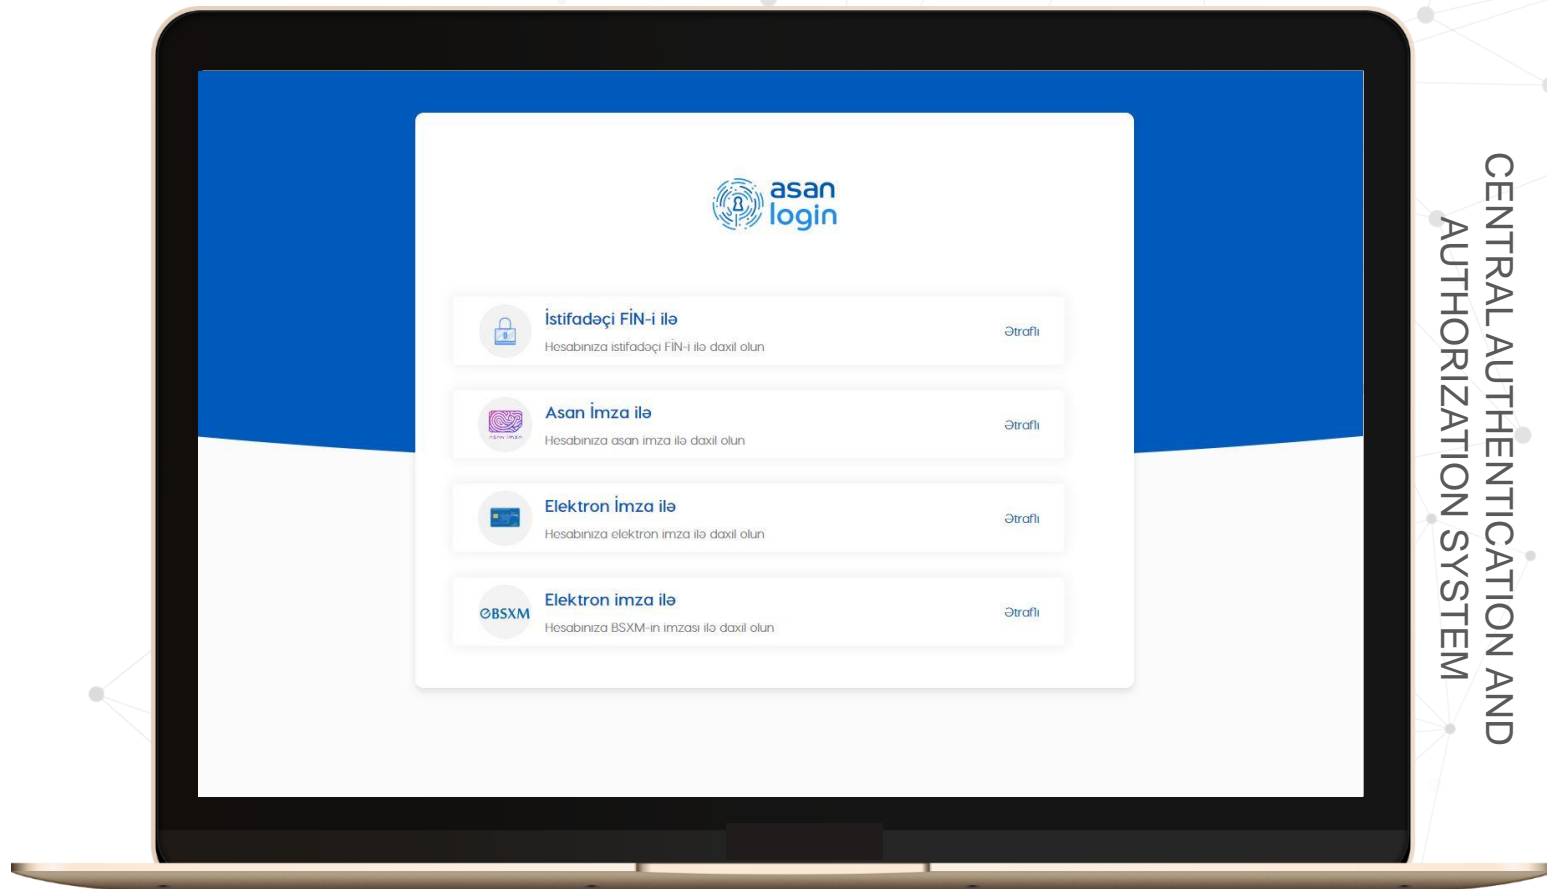 asan
login
İstifadəçi FİN-i ilə
Hesabınıza istifadəçi FİN-i ilə daxil olun
Ətraflı
Asan İmza ilə
Hesabınıza asan imza ilə daxil olun
Ətraflı
ASAN İMZA
Elektron İmza ilə
Hesabınıza elektron imza ilə daxil olun
Ətraflı
BSXM
Elektron imza ilə
Hesabınıza BSXM-in imzası ilə daxil olun
Ətraflı
CENTRAL AUTHENTICATION AND
AUTHORIZATION SYSTEM